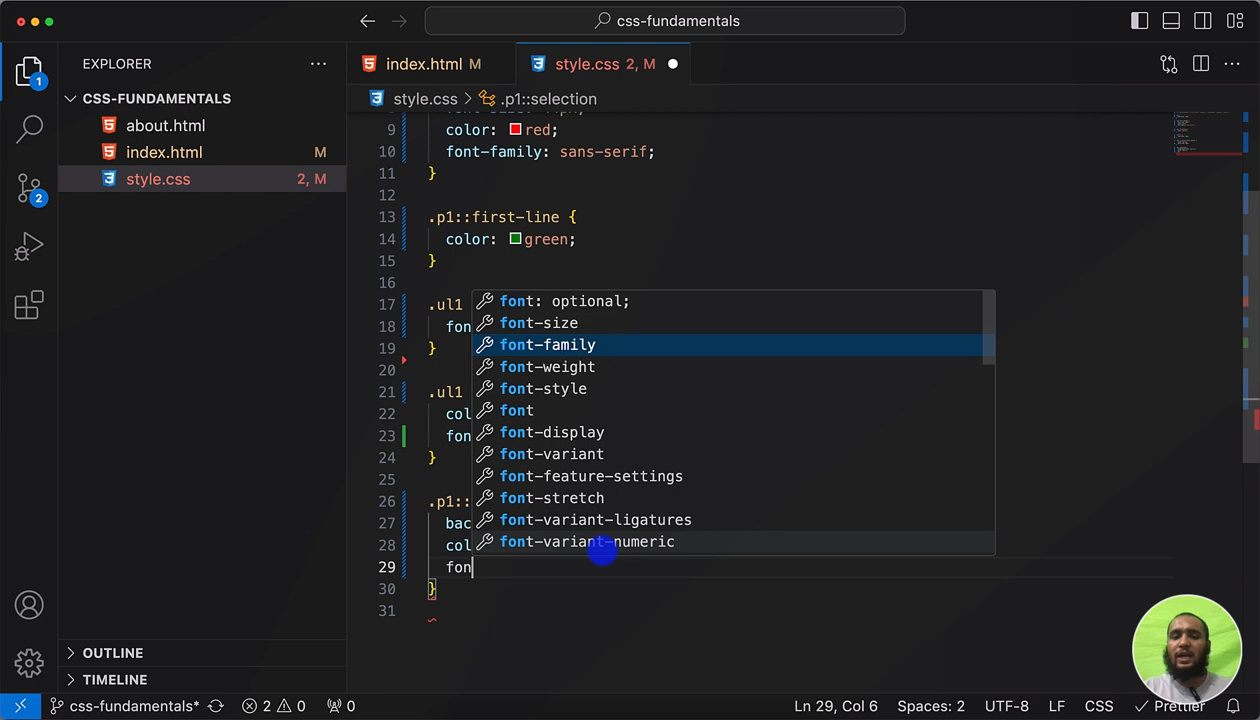 css-fundamentals
EXPLORER
CSS-FUNDAMENTALS
about.html
index.html M
style.css 2, M
OUTLINE
TIMELINE
1
2
index.html M
style.css 2, M
style.css > .p1::selection
9 color: red;
10 font-family: sans-serif;
11 }
12
13 .p1::first-line {
14 color: green;
15 }
16
17 .ul1
18 fon
19 }
20
21 .ul1
22 col
23 fon
24 }
25
26 .p1::
27 bac
28 col
29 fon
30 }
31
font: optional;
font-size
font-family
font-weight
font-style
font
font-display
font-variant
font-feature-settings
font-stretch
font-variant-ligatures
font-variant-numeric
css-fundamentals* 2 0 0 Ln 29, Col 6 Spaces: 2 UTF-8 LF CSS Prettier